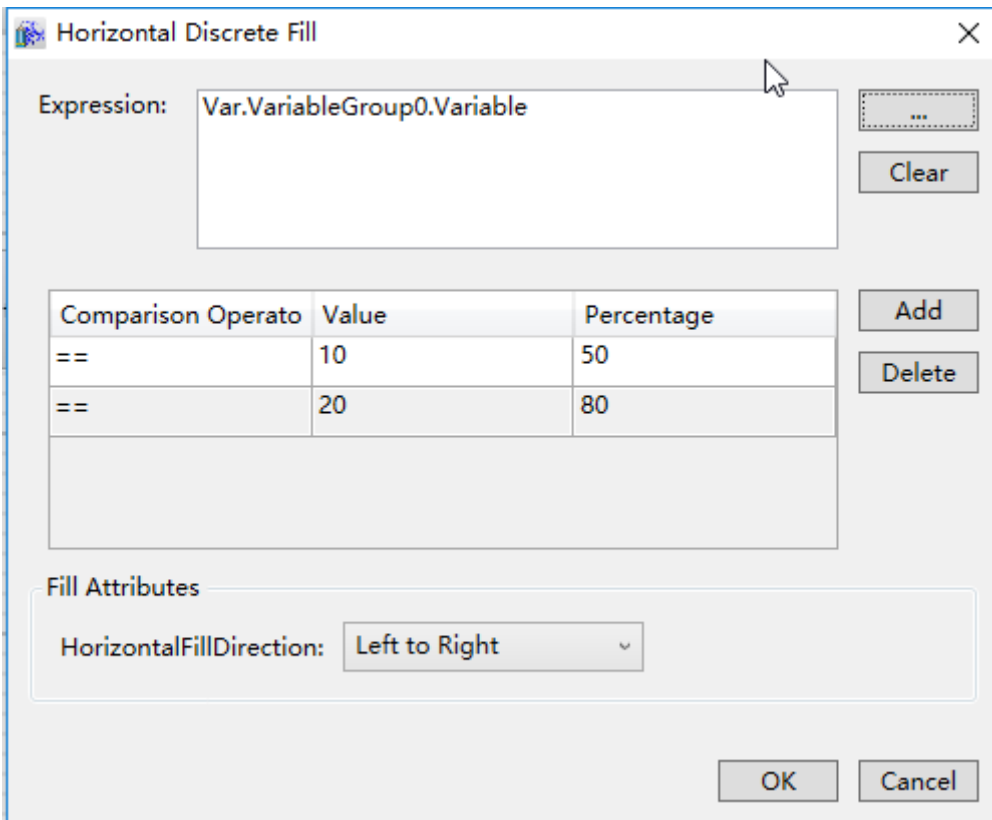 Horizontal Discrete Fill
Expression:
Var.VariableGroup0.Variable
...
Clear
Comparison Operato Value Percentage
== 10 50
== 20 80
Add
Delete
Fill Attributes
HorizontalFillDirection: Left to Right
OK Cancel